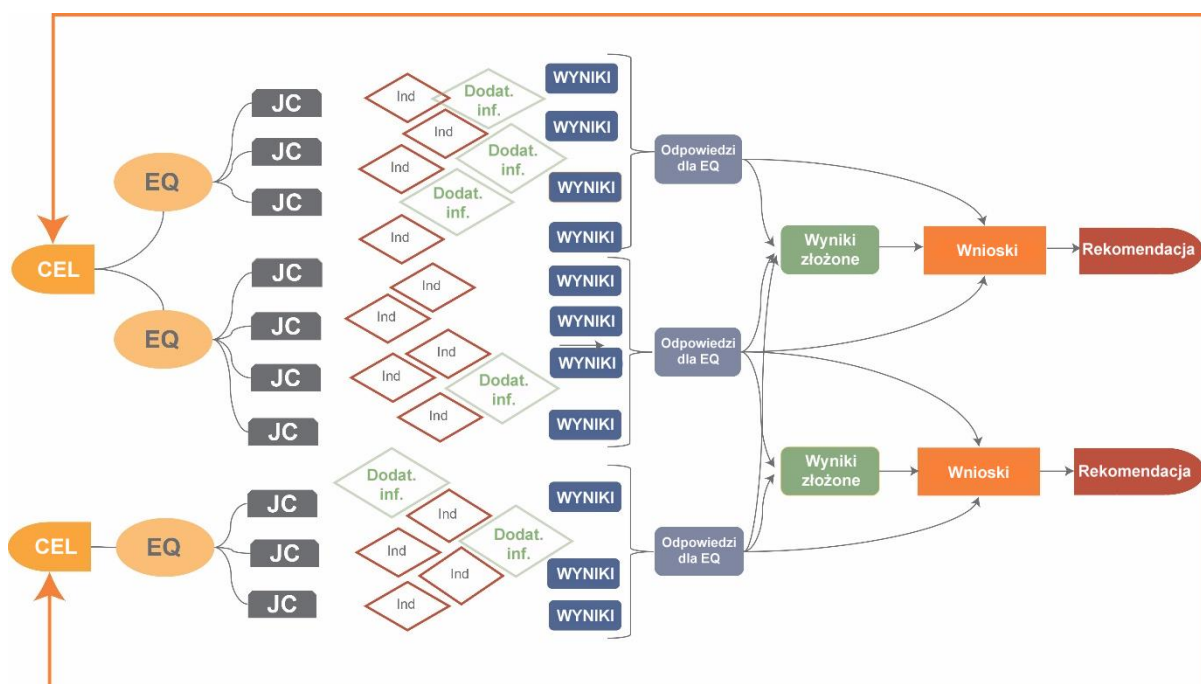 CEL
EQ
EQ
JC
JC
JC
JC
JC
JC
JC
Ind
Dodat.
inf.
Ind
Dodat.
inf.
Ind
Dodat.
inf.
Ind
Ind
Ind
Ind
Ind
Dodat.
inf.
Ind
WYNIKI
WYNIKI
WYNIKI
WYNIKI
WYNIKI
WYNIKI
WYNIKI
WYNIKI
Odpowiedzi
dla EQ
Odpowiedzi
dla EQ
Wyniki
złożone
Wnioski
Rekomendacja
CEL
EQ
JC
JC
JC
Dodat.
inf.
Ind
Dodat.
inf.
Ind
Ind
Ind
WYNIKI
WYNIKI
WYNIKI
Odpowiedzi
dla EQ
Wyniki
złożone
Wnioski
Rekomendacja